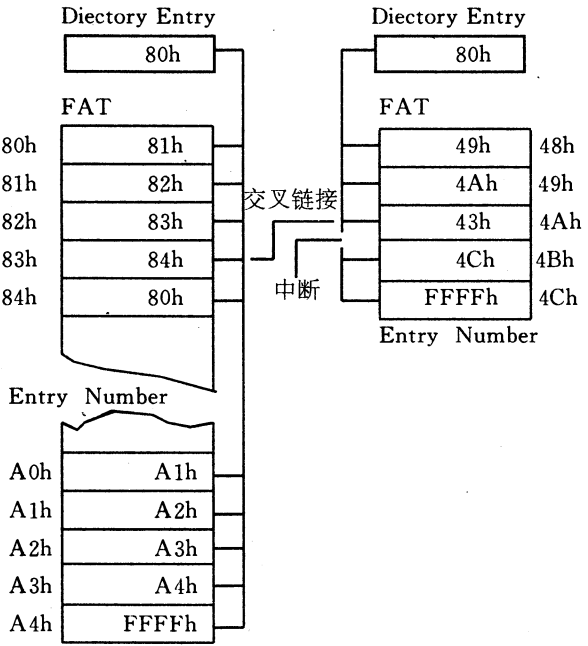 Diectory Entry
80h
FAT
80h 81h
81h 82h
82h 83h
83h 84h
84h 80h
Entry Number
A0h A1h
A1h A2h
A2h A3h
A3h A4h
A4h FFFFh
交叉链接
中断
Diectory Entry
80h
FAT
49h 48h
4Ah 49h
43h 4Ah
4Ch 4Bh
FFFFh 4Ch
Entry Number